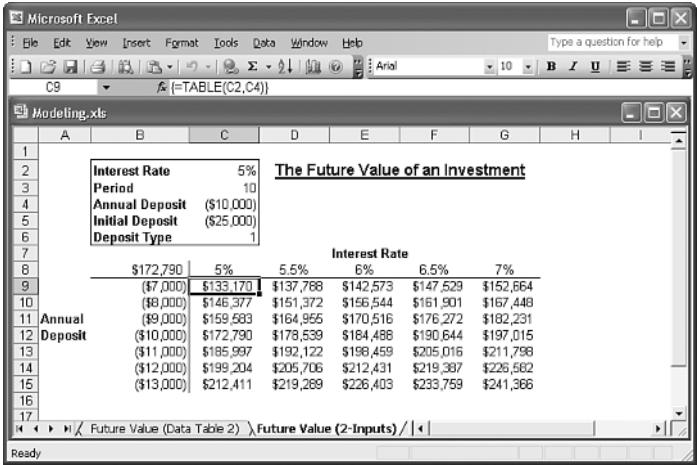 Microsoft Excel
File Edit View Insert Format Tools Data Window Help Type a question for help
Σ Arial 10 B I U
C9 fx {=TABLE(C2,C4)}
Modeling.xls
A B C D E F G H I
1
2 Interest Rate 5% The Future Value of an Investment
3 Period 10
4 Annual Deposit ($10,000)
5 Initial Deposit ($25,000)
6 Deposit Type 1
7 Interest Rate
8 $172,790 5% 5.5% 6% 6.5% 7%
9 ($7,000) $133,170 $137,788 $142,573 $147,529 $152,664
10 ($8,000) $146,377 $151,372 $156,544 $161,901 $167,448
11 Annual ($9,000) $159,583 $164,955 $170,516 $176,272 $182,231
12 Deposit ($10,000) $172,790 $178,539 $184,488 $190,644 $197,015
13 ($11,000) $185,997 $192,122 $198,459 $205,016 $211,798
14 ($12,000) $199,204 $205,706 $212,431 $219,387 $226,582
15 ($13,000) $212,411 $219,289 $226,403 $233,759 $241,366
16
17
Future Value (Data Table 2) Future Value (2-Inputs)
Ready